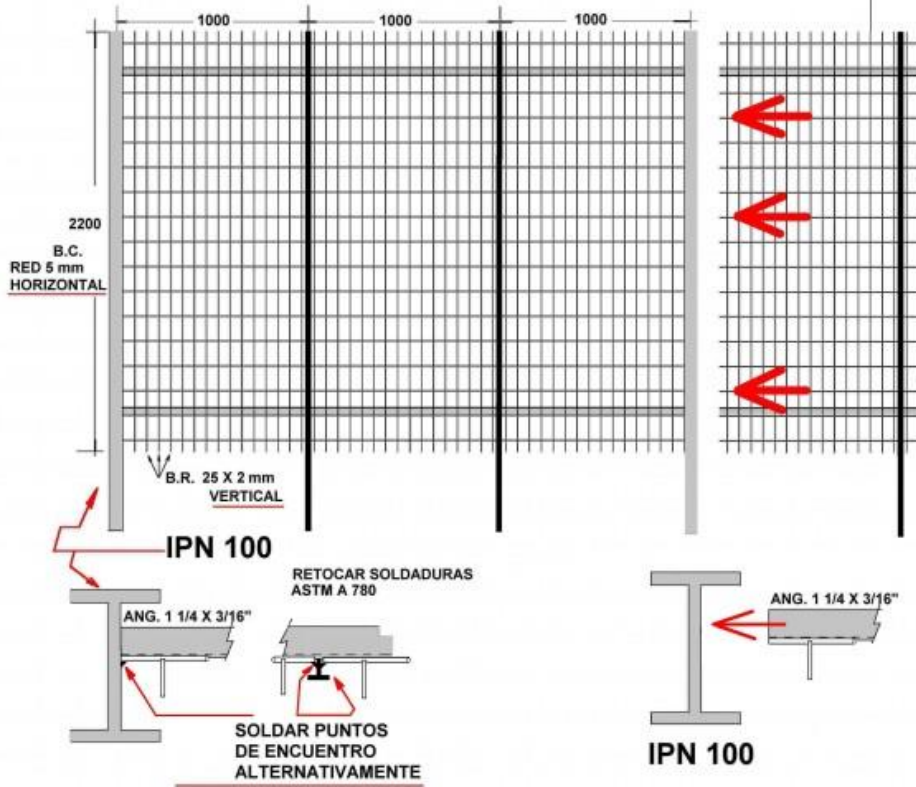 1000
1000
1000
2200
B.C.
RED 5 mm
HORIZONTAL
B.R. 25 X 2 mm
VERTICAL
IPN 100
RETOCAR SOLDADURAS
ASTM A 780
ANG. 1 1/4 X 3/16"
ANG. 1 1/4 X 3/16"
SOLDAR PUNTOS
DE ENCUENTRO
ALTERNATIVAMENTE
IPN 100